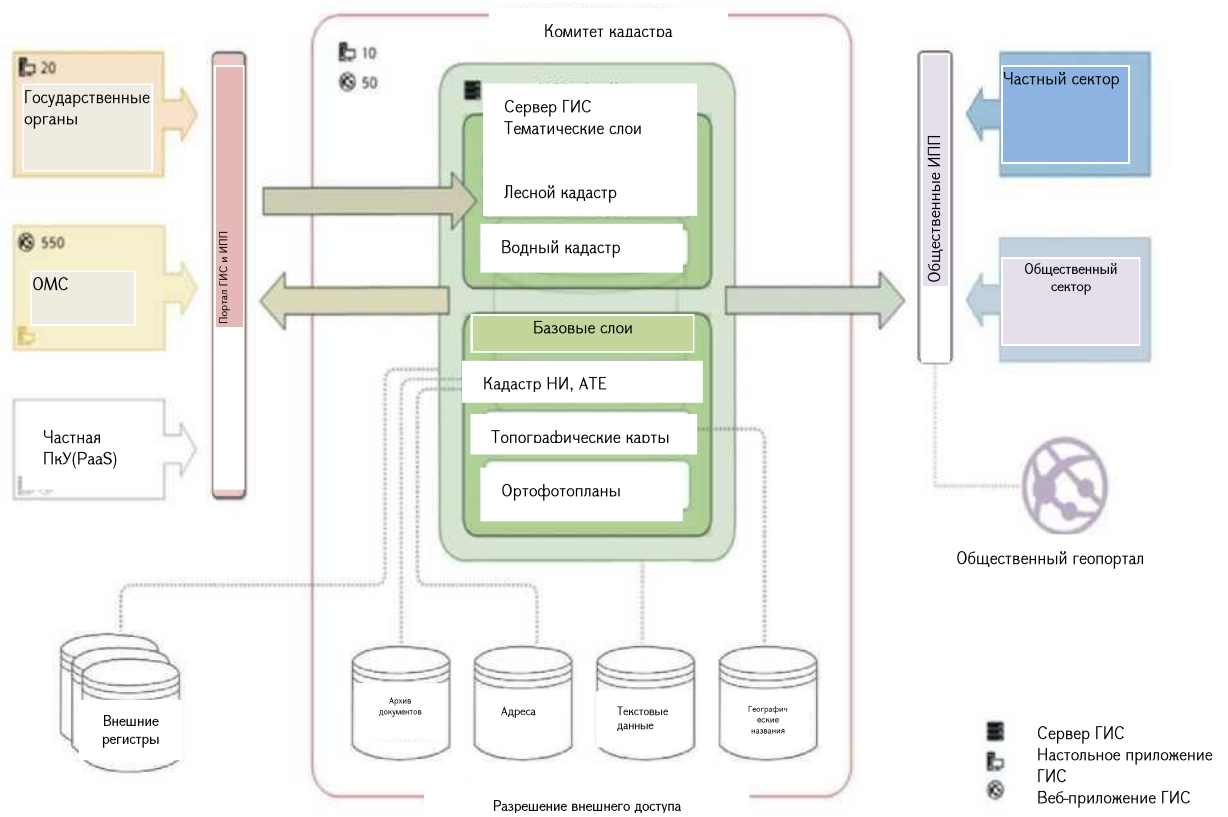 Комитет кадастра
10
50
20
Государственные
органы
550
ОМС
Частная
ПкУ(PaaS)
Портал ГИС и ИПП
Сервер ГИС
Тематические слои
Лесной кадастр
Водный кадастр
Базовые слои
Кадастр НИ, АТЕ
Топографические карты
Ортофотопланы
Общественные ИПП
Частный сектор
Общественный
сектор
Общественный геопортал
Внешние
регистры
Архив
документов
Адреса
Текстовые
данные
Географич
еские
названия
Разрешение внешнего доступа
Сервер ГИС
Настольное приложение
ГИС
Веб-приложение ГИС